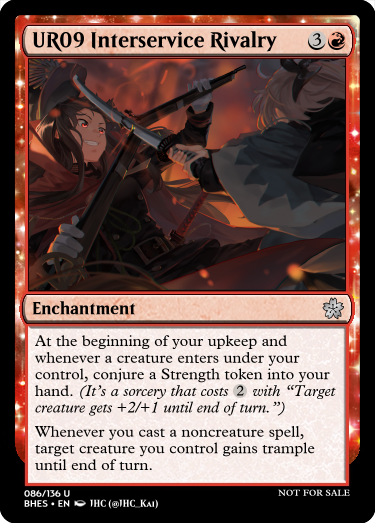 UR09 Interservice Rivalry 3
Enchantment
At the beginning of your upkeep and
whenever a creature enters under your
control, conjure a Strength token into your
hand. (It's a sorcery that costs 2 with “Target
creature gets +2/+1 until end of turn.”)
Whenever you cast a noncreature spell,
target creature you control gains trample
until end of turn.
086/136 U
BHES • EN JHC (@JHC_KAI)
NOT FOR SALE